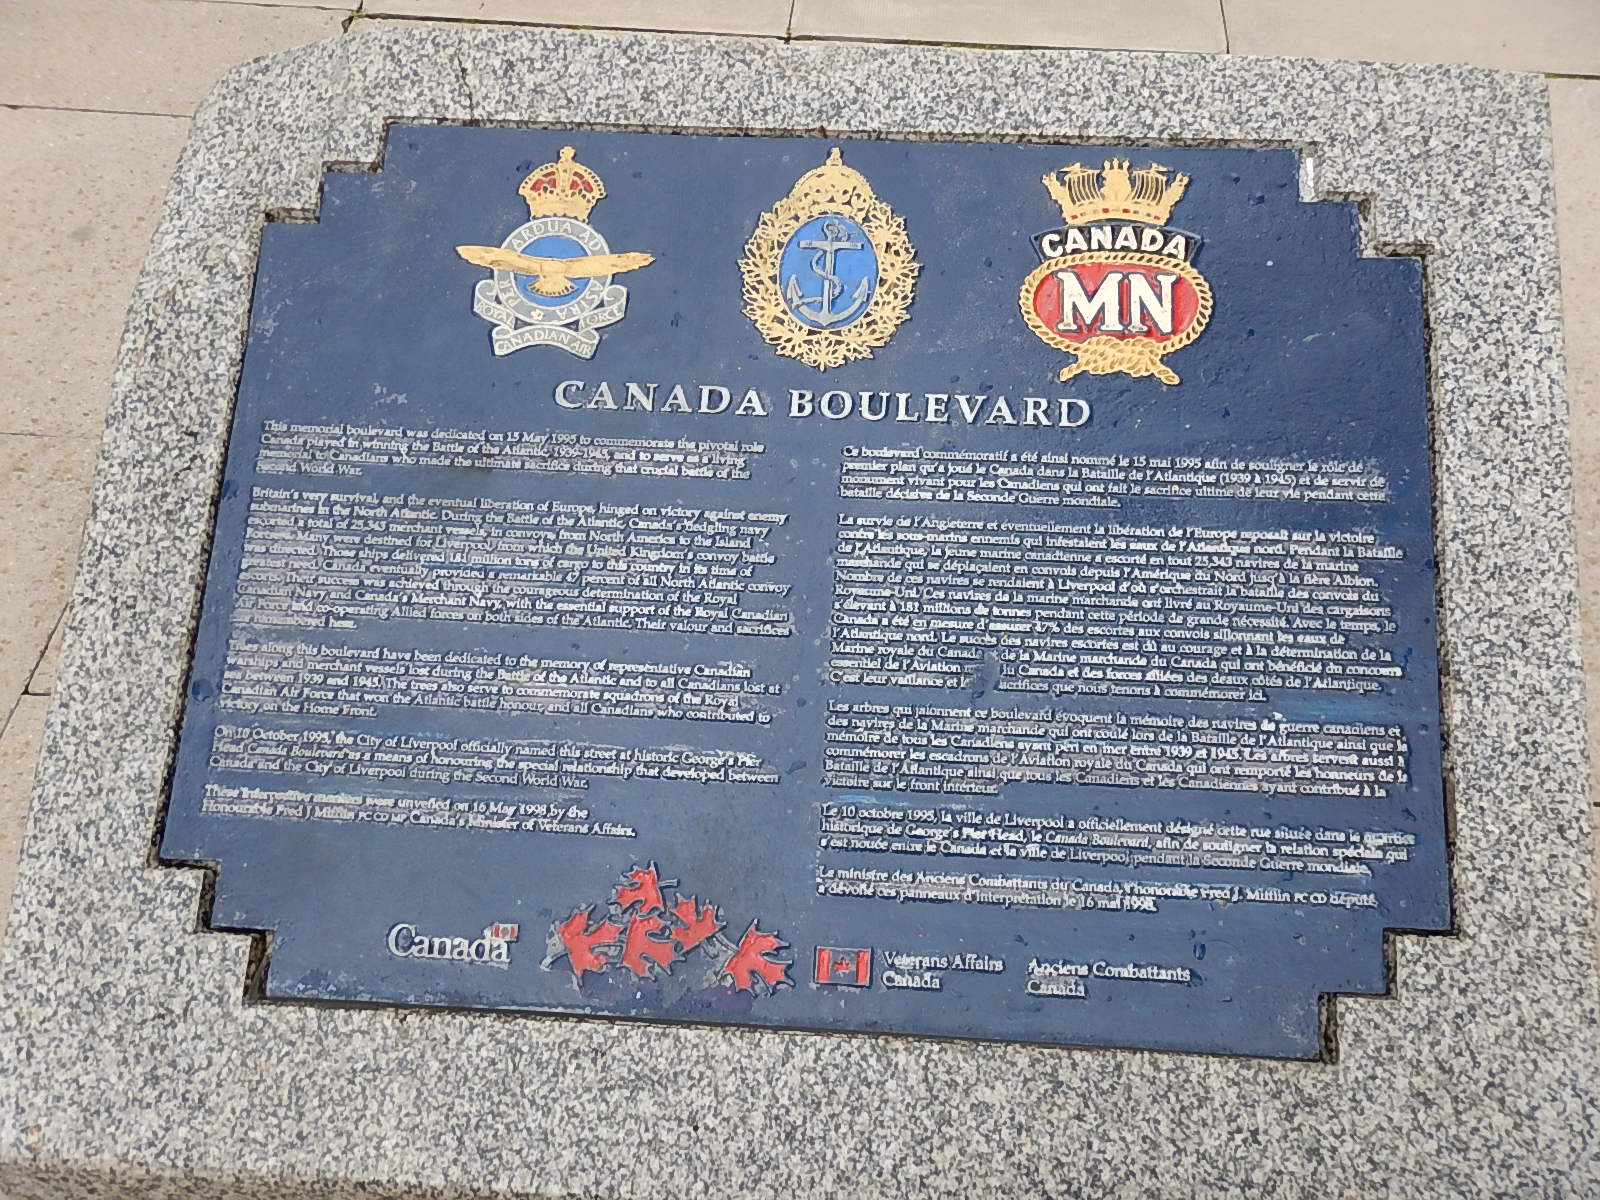 PER ARDUA AD ASTRA
ROYAL CANADIAN AIR FORCE
CANADA
MN
CANADA BOULEVARD
This memorial boulevard was dedicated on 15 May 1995 to commemorate the pivotal role
Canada played in winning the Battle of the Atlantic, 1939-1945, and to serve as a living
memorial to Canadians who made the ultimate sacrifice during that crucial battle of the
Second World War.
Britain's very survival, and the eventual liberation of Europe, hinged on victory against enemy
submarines in the North Atlantic. During the Battle of the Atlantic, Canada's fledgling navy
escorted a total of 25,343 merchant vessels, in convoys, from North America to the Island
Fortress. Many were destined for Liverpool from which the United Kingdom's convoy battle
was directed. Those ships delivered 181 million tons of cargo to this country in its time of
greatest need. Canada eventually provided a remarkable 47 percent of all North Atlantic convoy
escorts. Their success was achieved through the courageous determination of the Royal
Canadian Navy and Canada's Merchant Navy, with the essential support of the Royal Canadian
Air Force and co-operating Allied forces on both sides of the Atlantic. Their valour and sacrifices
are remembered here.
Trees along this boulevard have been dedicated to the memory of representative Canadian
warships and merchant vessels lost during the Battle of the Atlantic and to all Canadians lost at
sea between 1939 and 1945. The trees also serve to commemorate squadrons of the Royal
Canadian Air Force that won the Atlantic battle honour, and all Canadians who contributed to
victory on the Home Front.
On 10 October 1995, the City of Liverpool officially named this street at historic George's Pier
Head Canada Boulevard as a means of honouring the special relationship that developed between
Canada and the City of Liverpool during the Second World War.
These interpretive markers were unveiled on 16 May 1998 by the
Honourable Fred J Mifflin PC CD MP Canada's Minister of Veterans Affairs.
Ce boulevard commémoratif a été ainsi nommé le 15 mai 1995 afin de souligner le rôle de
premier plan qu'a joué le Canada dans la Bataille de l'Atlantique (1939 à 1945) et de servir de
monument vivant pour les Canadiens qui ont fait le sacrifice ultime de leur vie pendant cette
bataille décisive de la Seconde Guerre mondiale.
La survie de l'Angleterre et éventuellement la libération de l'Europe reposait sur la victoire
contre les sous-marins ennemis qui infestaient les eaux de l'Atlantique nord. Pendant la Bataille
de l'Atlantique, la jeune marine canadienne a escorté en tout 25,343 navires de la marine
marchande qui se déplaçaient en convois depuis l'Amérique du Nord jusq'à la fière Albion.
Nombre de ces navires se rendaient à Liverpool d'où s'orchestrait la bataille des convois du
Royaume-Uni. Ces navires de la marine marchande ont livré au Royaume-Uni des cargaisons
s'élevant à 181 millions de tonnes pendant cette période de grande nécessité. Avec le temps, le
Canada a été en mesure d'assurer 47% des escortes aux convois sillonnant les eaux de
l'Atlantique nord. Le succès des navires escortes est dû au courage et à la détermination de la
Marine royale du Canad de la Marine marchande du Canada qui ont bénéficié du concours
essentiel de l'Aviation du Canada et des forces alliées des deaux côtés de l'Atlantique.
C'est leur vaillance et sacrifices que nous tenons à commémorer ici.
Les arbres qui jalonnent ce boulevard évoquent la mémoire des navires de guerre canadiens et
des navires de la Marine marchande qui ont coulé lors de la Bataille de l'Atlantique ainsi que la
mémoire de tous les Canadiens ayant péri en mer entre 1939 et 1945. Les arbres servent aussi à
commémorer les escadrons de l'Aviation royale du Canada qui ont remporté les honneurs de la
Bataille de l'Atlantique ainsi que tous les Canadiens et les Canadiennes ayant contribué à la
victoire sur le front intérieur.
Le 10 octobre 1995, la ville de Liverpool a officiellement désigné cette rue située dans le quartier
historique de George's Pier Head, le Canada Boulevard, afin de souligner la relation spéciale qui
s'est nouée entre le Canada et la ville de Liverpool pendant la Seconde Guerre mondiale.
Le ministre des Anciens Combattants du Canada, l'honorable Fred J. Mifflin PC CD député,
a dévoilé ces panneaux d'interprétation le 16 mai 1998.
Canada
Veterans Affairs
Canada
Anciens Combattants
Canada